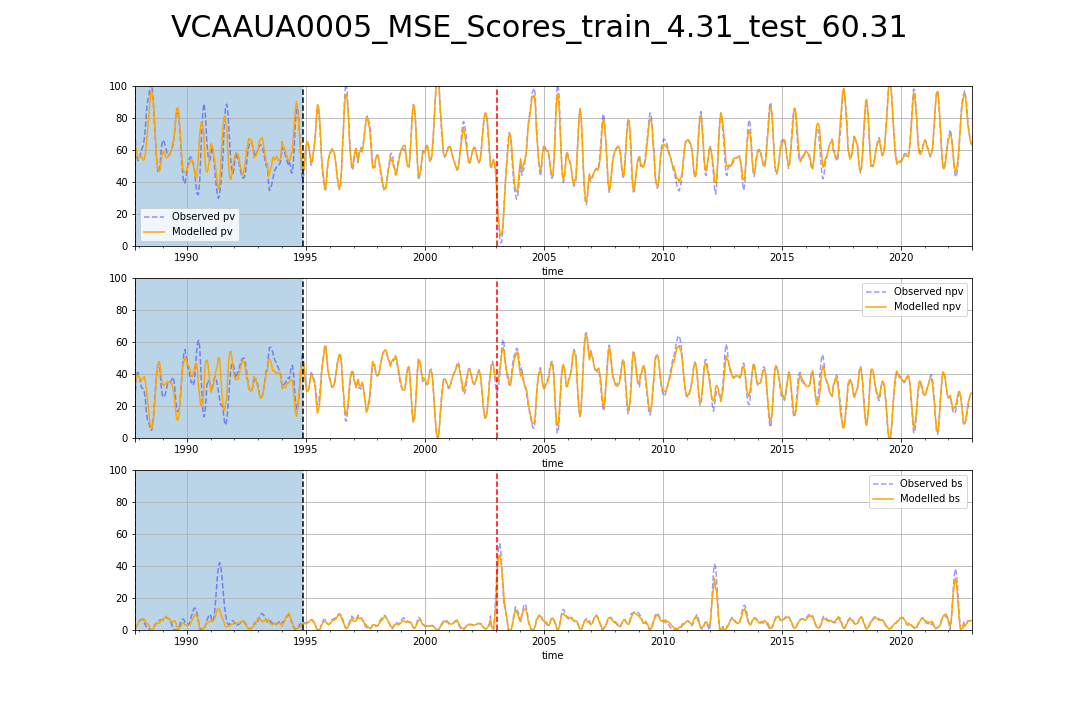 VCAAUA0005_MSE_Scores_train_4.31_test_60.31
100
80
60
40
20
0
Observed pv
Modelled pv
1990 1995 2000 2005 2010 2015 2020
time
100
80
60
40
20
0
Observed npv
Modelled npv
1990 1995 2000 2005 2010 2015 2020
time
100
80
60
40
20
0
Observed bs
Modelled bs
1990 1995 2000 2005 2010 2015 2020
time